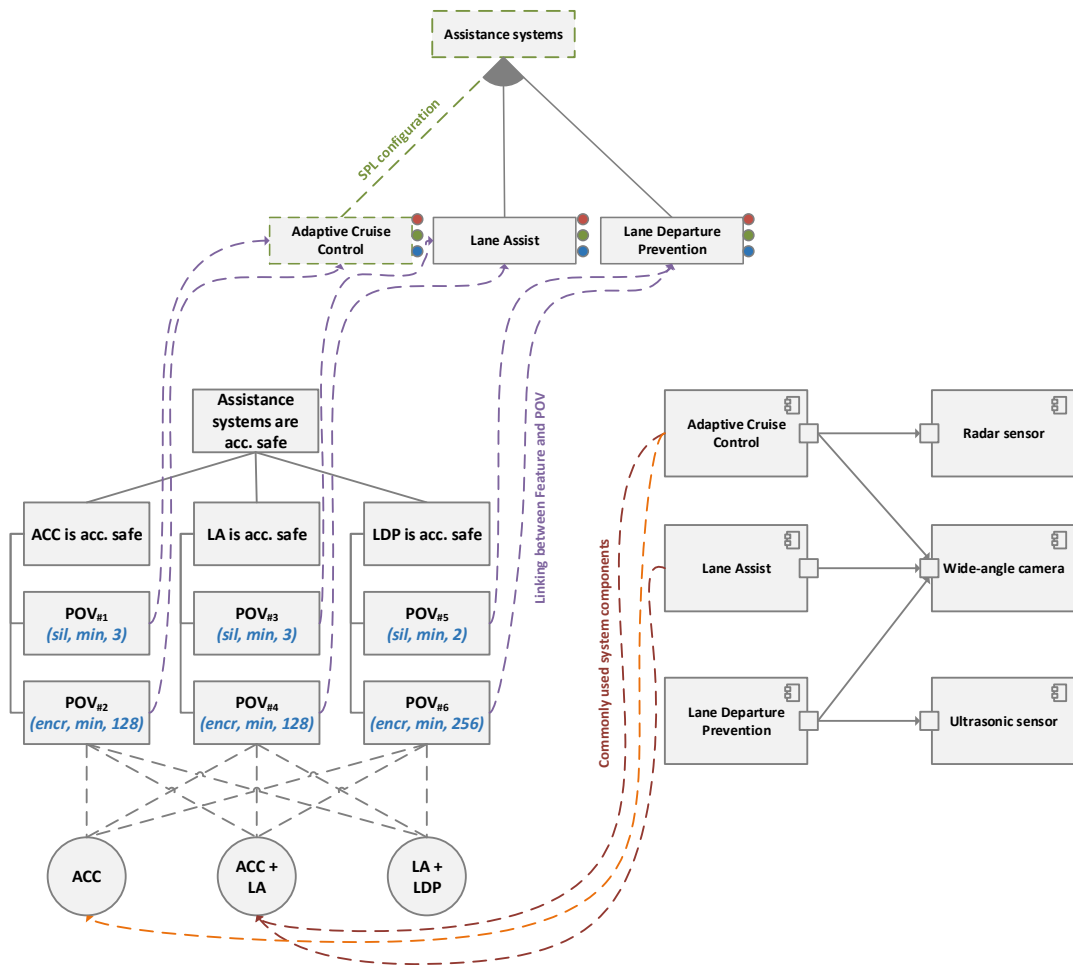 Assistance systems
SPL configuration
Adaptive Cruise
Control
Lane Assist
Lane Departure
Prevention
Linking between Feature and POV
Assistance
systems are
acc. safe
ACC is acc. safe
LA is acc. safe
LDP is acc. safe
POV#1
(sil, min, 3)
POV#3
(sil, min, 3)
POV#5
(sil, min, 2)
POV#2
(encr, min, 128)
POV#4
(encr, min, 128)
POV#6
(encr, min, 256)
ACC
ACC +
LA
LA +
LDP
Commonly used system components
Adaptive Cruise
Control
Radar sensor
Lane Assist
Wide-angle camera
Lane Departure
Prevention
Ultrasonic sensor